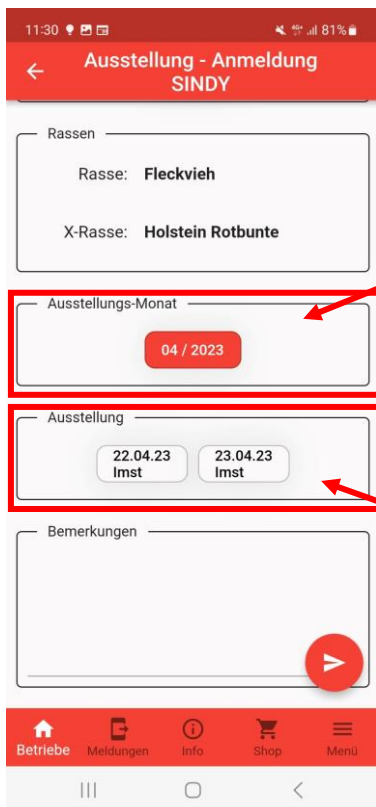 11:30 81%
Ausstellung - Anmeldung
SINDY
Rassen
Rasse: Fleckvieh
X-Rasse: Holstein Rotbunte
Ausstellungs-Monat
04 / 2023
Ausstellung
22.04.23 23.04.23
Imst Imst
Bemerkungen
Betriebe Meldungen Info Shop Menü